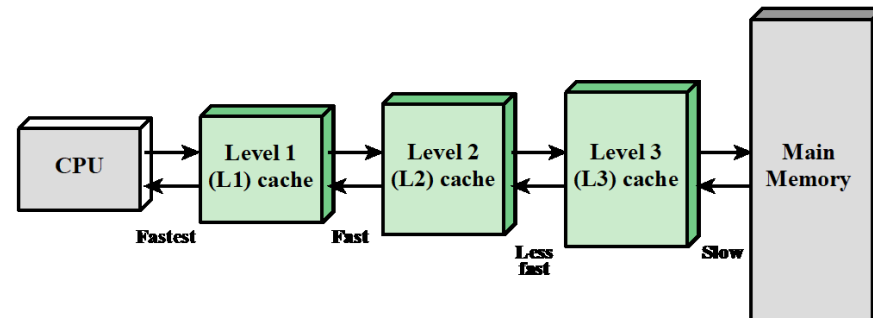 CPU
Level 1
(L1) cache
Level 2
(L2) cache
Level 3
(L3) cache
Main
Memory
Fastest
Fast
Less
fast
Slow